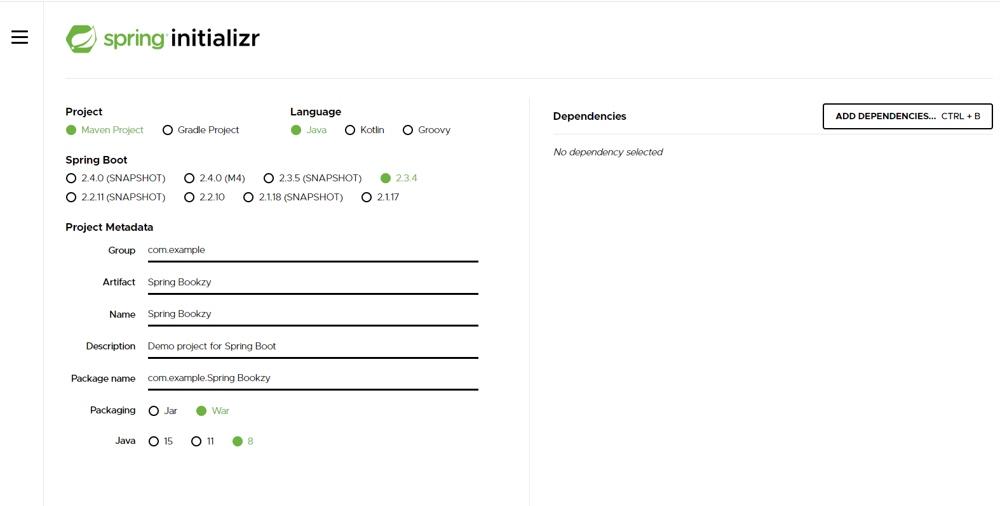 spring initializr
Project
Maven Project Gradle Project
Language
Java Kotlin Groovy
Spring Boot
2.4.0 (SNAPSHOT) 2.4.0 (M4) 2.3.5 (SNAPSHOT) 2.3.4
2.2.11 (SNAPSHOT) 2.2.10 2.1.18 (SNAPSHOT) 2.1.17
Project Metadata
Group com.example
Artifact Spring Bookzy
Name Spring Bookzy
Description Demo project for Spring Boot
Package name com.example.Spring Bookzy
Packaging Jar War
Java 15 11 8
Dependencies ADD DEPENDENCIES... CTRL + B
No dependency selected